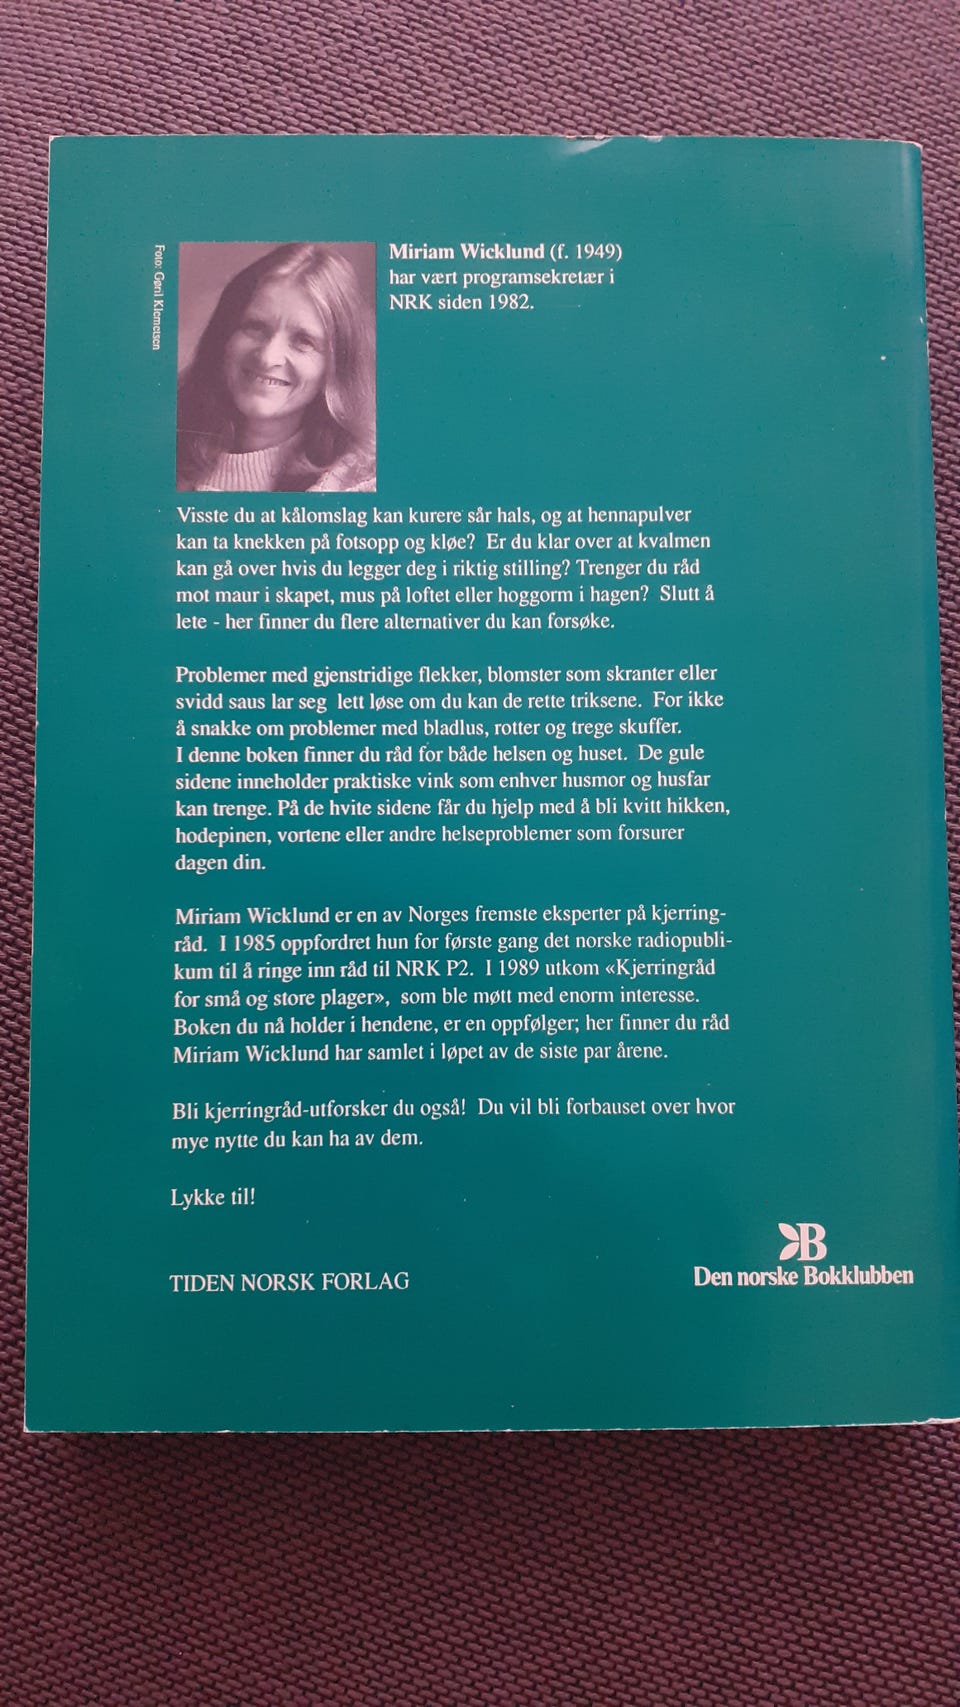 Foto: Gøril Klemetsen
Miriam Wicklund (f. 1949)
har vært programsekretær i
NRK siden 1982.
Visste du at kålomslag kan kurere sår hals, og at hennapulver
kan ta knekken på fotsopp og kløe? Er du klar over at kvalmen
kan gå over hvis du legger deg i riktig stilling? Trenger du råd
mot maur i skapet, mus på loftet eller hoggorm i hagen? Slutt å
lete - her finner du flere alternativer du kan forsøke.
Problemer med gjenstridige flekker, blomster som skranter eller
svidd saus lar seg lett løse om du kan de rette triksene. For ikke
å snakke om problemer med bladlus, rotter og trege skuffer.
I denne boken finner du råd for både helsen og huset. De gule
sidene inneholder praktiske vink som enhver husmor og husfar
kan trenge. På de hvite sidene får du hjelp med å bli kvitt hikken,
hodepinen, vortene eller andre helseproblemer som forsurer
dagen din.
Miriam Wicklund er en av Norges fremste eksperter på kjerring-
råd. I 1985 oppfordret hun for første gang det norske radiopubli-
kum til å ringe inn råd til NRK P2. I 1989 utkom «Kjerringråd
for små og store plager», som ble møtt med enorm interesse.
Boken du nå holder i hendene, er en oppfølger; her finner du råd
Miriam Wicklund har samlet i løpet av de siste par årene.
Bli kjerringråd-utforsker du også! Du vil bli forbauset over hvor
mye nytte du kan ha av dem.
Lykke til!
B
TIDEN NORSK FORLAG
Den norske Bokklubben